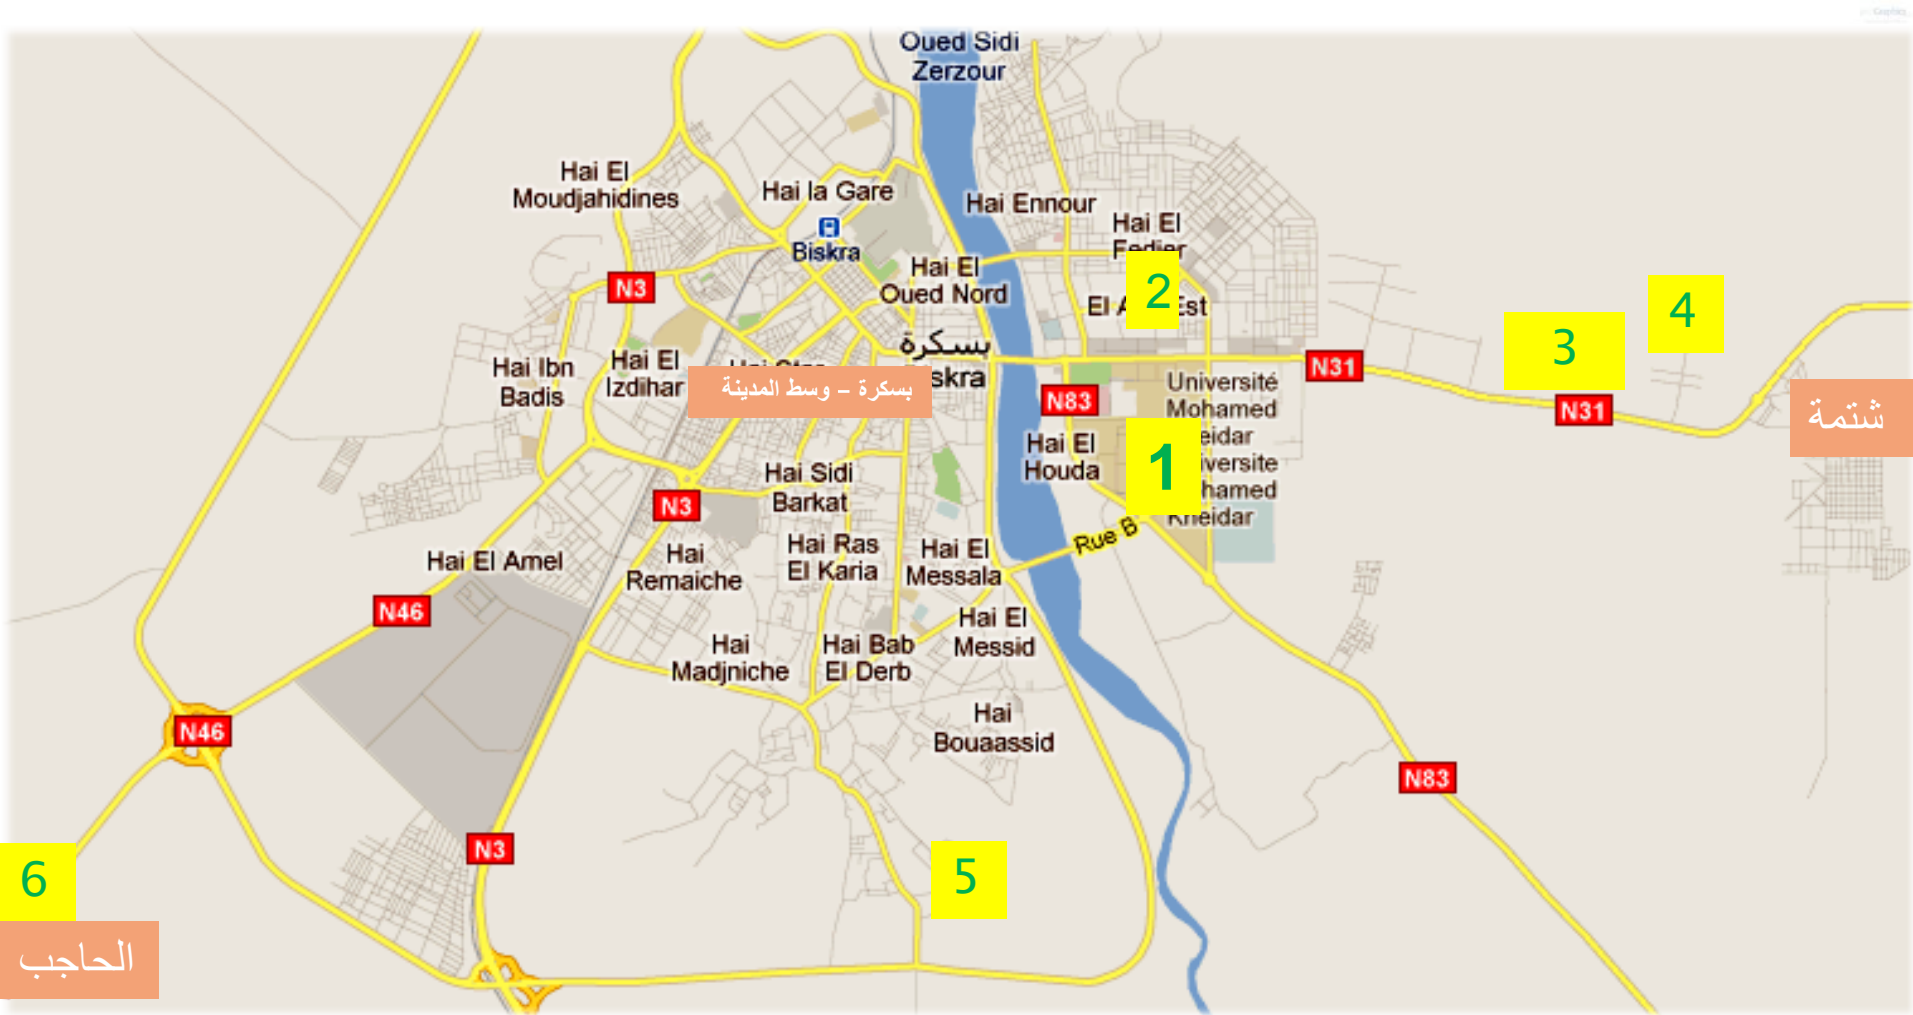 Oued Sidi
Zerzour
Hai El
Moudjahidines
Hai la Gare
Biskra
Hai Ennour
Hai El
Fedjer
Hai El
Oued Nord
2
El
Est
4
3
N3
بسكرة
skra
Hai Ibn
Badis
Hai El
Izdihar
بسكرة – وسط المدينة
N31
N31
N83
شتمة
Université
Mohamed
eidar
iversite
hamed
Kheidar
1
Hai El
Houda
Hai Sidi
Barkat
N3
Rue B
Hai El Amel
Hai
Remaiche
Hai Ras
El Karia
Hai El
Messala
N46
Hai El
Messid
Hai
Madjniche
Hai Bab
El Derb
N46
Hai
Bouaassid
N83
N3
5
6
الحاجب